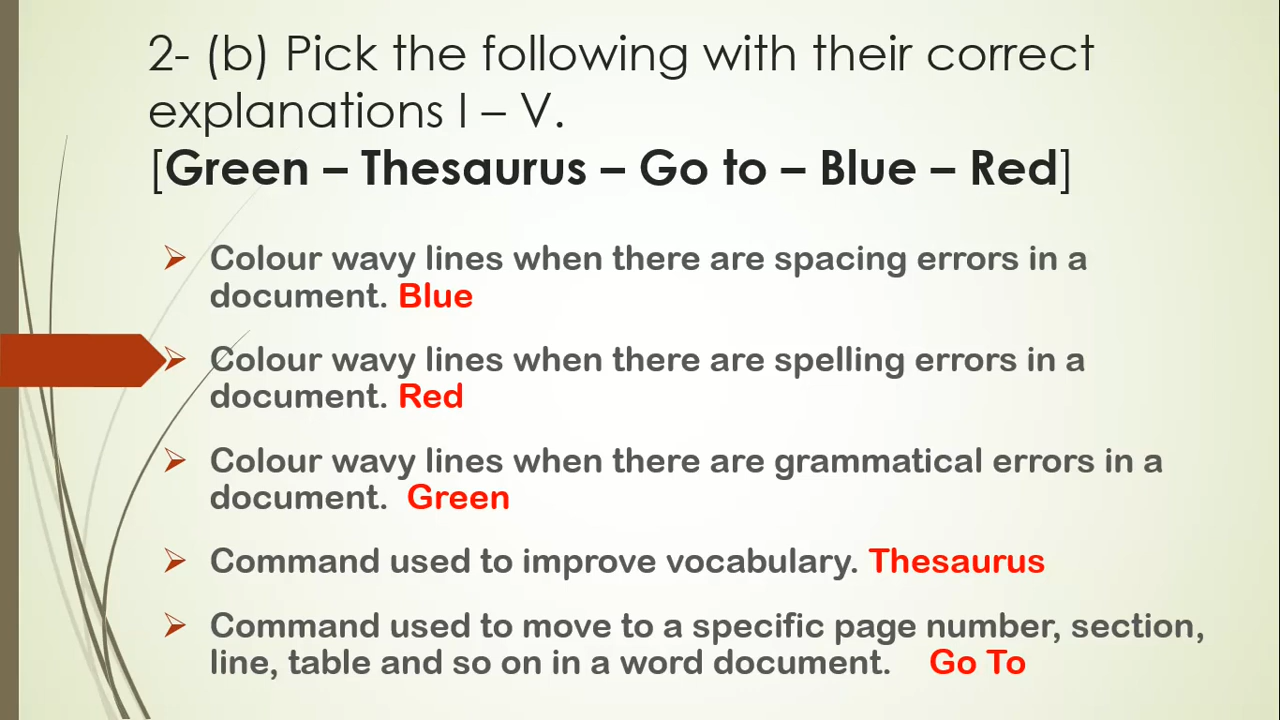 2- (b) Pick the following with their correct
explanations I – V.
[Green – Thesaurus – Go to – Blue – Red]
Colour wavy lines when there are spacing errors in a
document. Blue
Colour wavy lines when there are spelling errors in a
document. Red
Colour wavy lines when there are grammatical errors in a
document. Green
Command used to improve vocabulary. Thesaurus
Command used to move to a specific page number, section,
line, table and so on in a word document. Go To